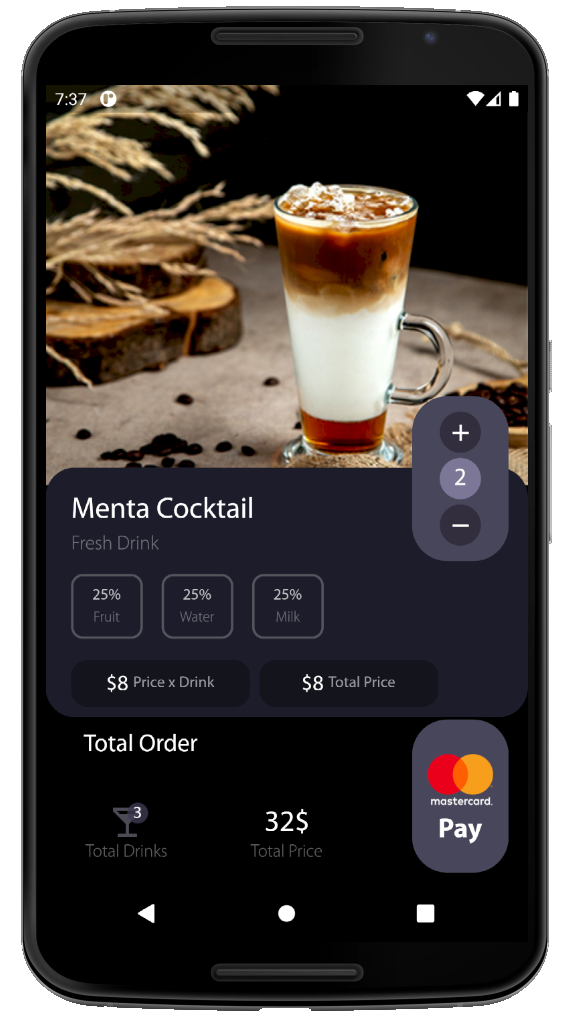 7:37
+
2
−
Menta Cocktail
Fresh Drink
25% 25% 25%
Fruit Water Milk
$8 Price x Drink $8 Total Price
Total Order
mastercard.
Pay
3
32$
Total Drinks Total Price